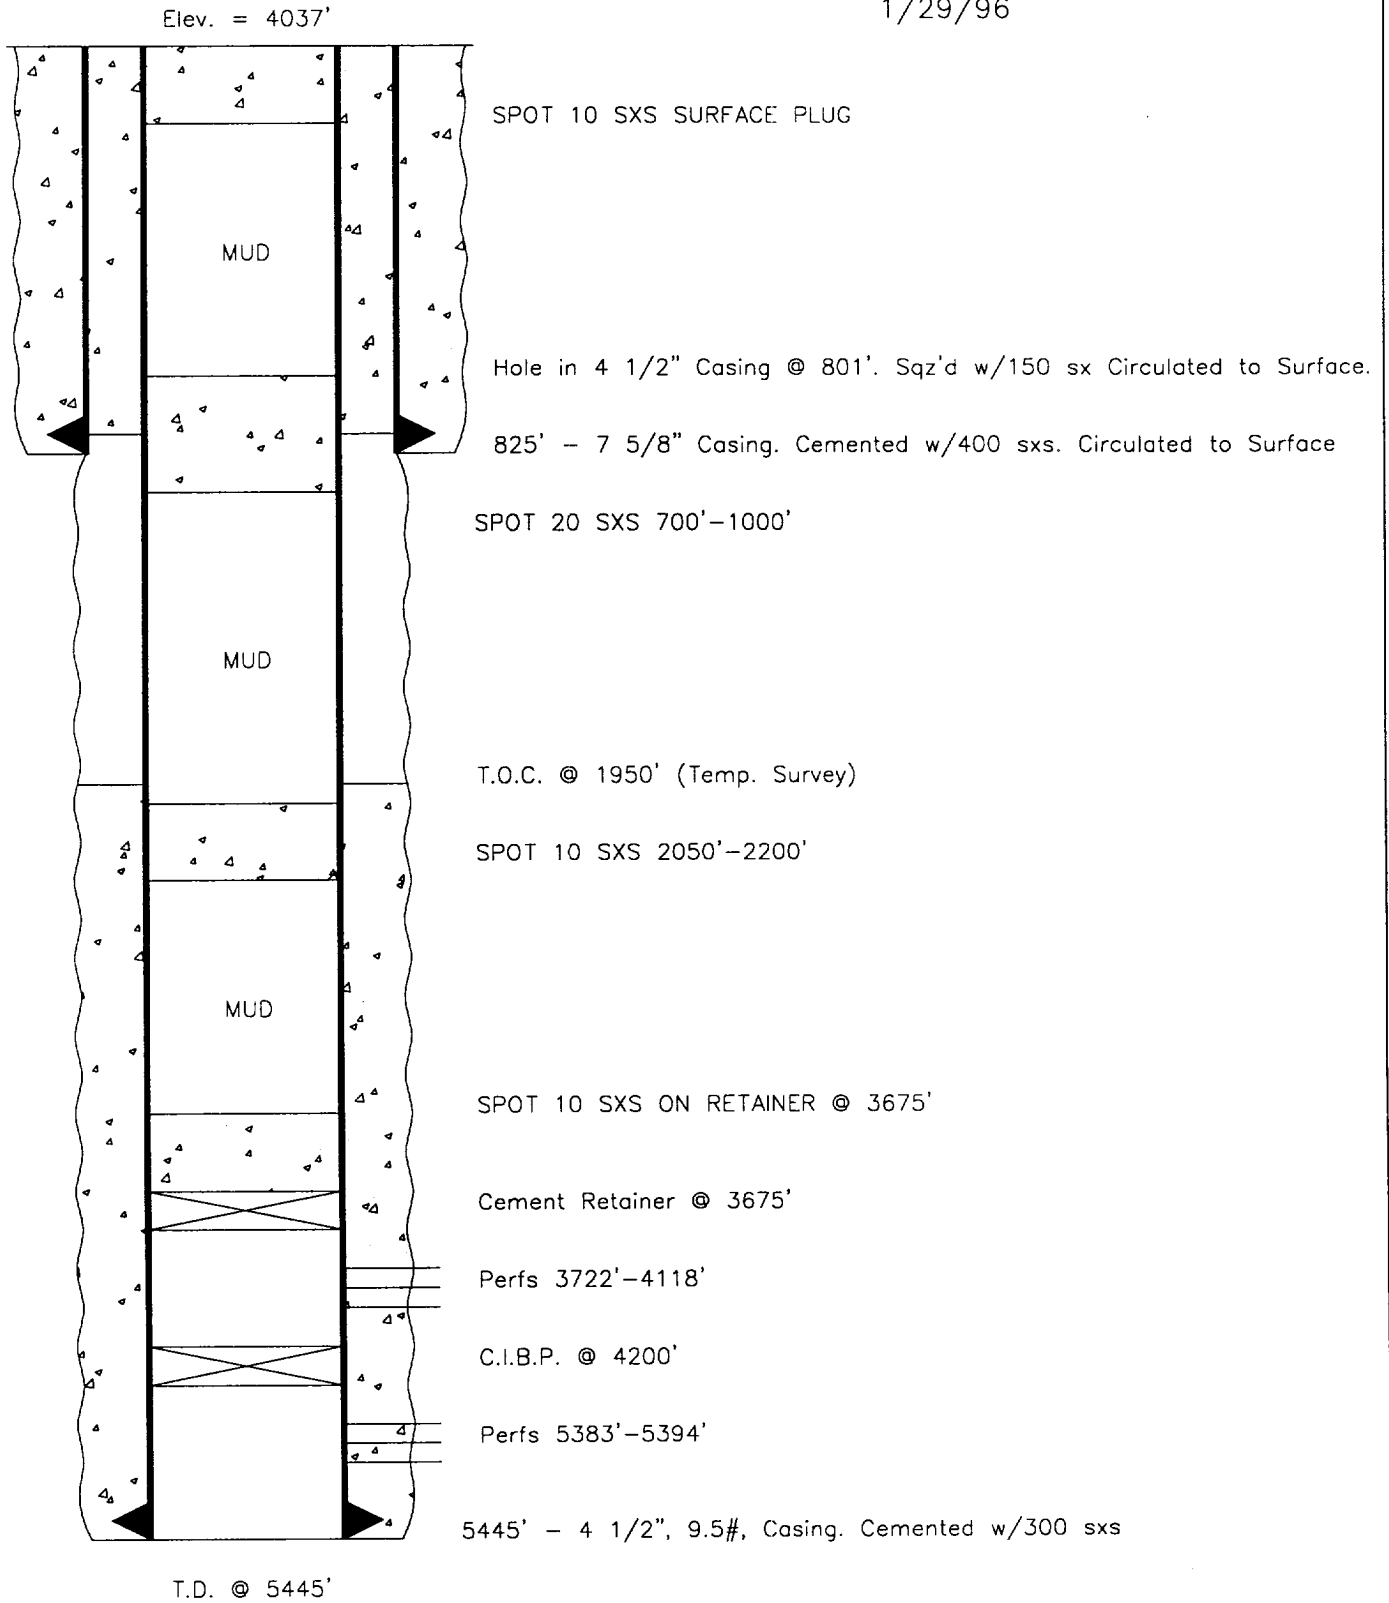 Elev. = 4037'
1/29/96
SPOT 10 SXS SURFACE PLUG
MUD
Hole in 4 1/2" Casing @ 801'. Sqz'd w/150 sx Circulated to Surface.
825' – 7 5/8" Casing. Cemented w/400 sxs. Circulated to Surface
SPOT 20 SXS 700'–1000'
MUD
T.O.C. @ 1950' (Temp. Survey)
SPOT 10 SXS 2050'–2200'
MUD
SPOT 10 SXS ON RETAINER @ 3675'
Cement Retainer @ 3675'
Perfs 3722'–4118'
C.I.B.P. @ 4200'
Perfs 5383'–5394'
5445' – 4 1/2", 9.5#, Casing. Cemented w/300 sxs
T.D. @ 5445'